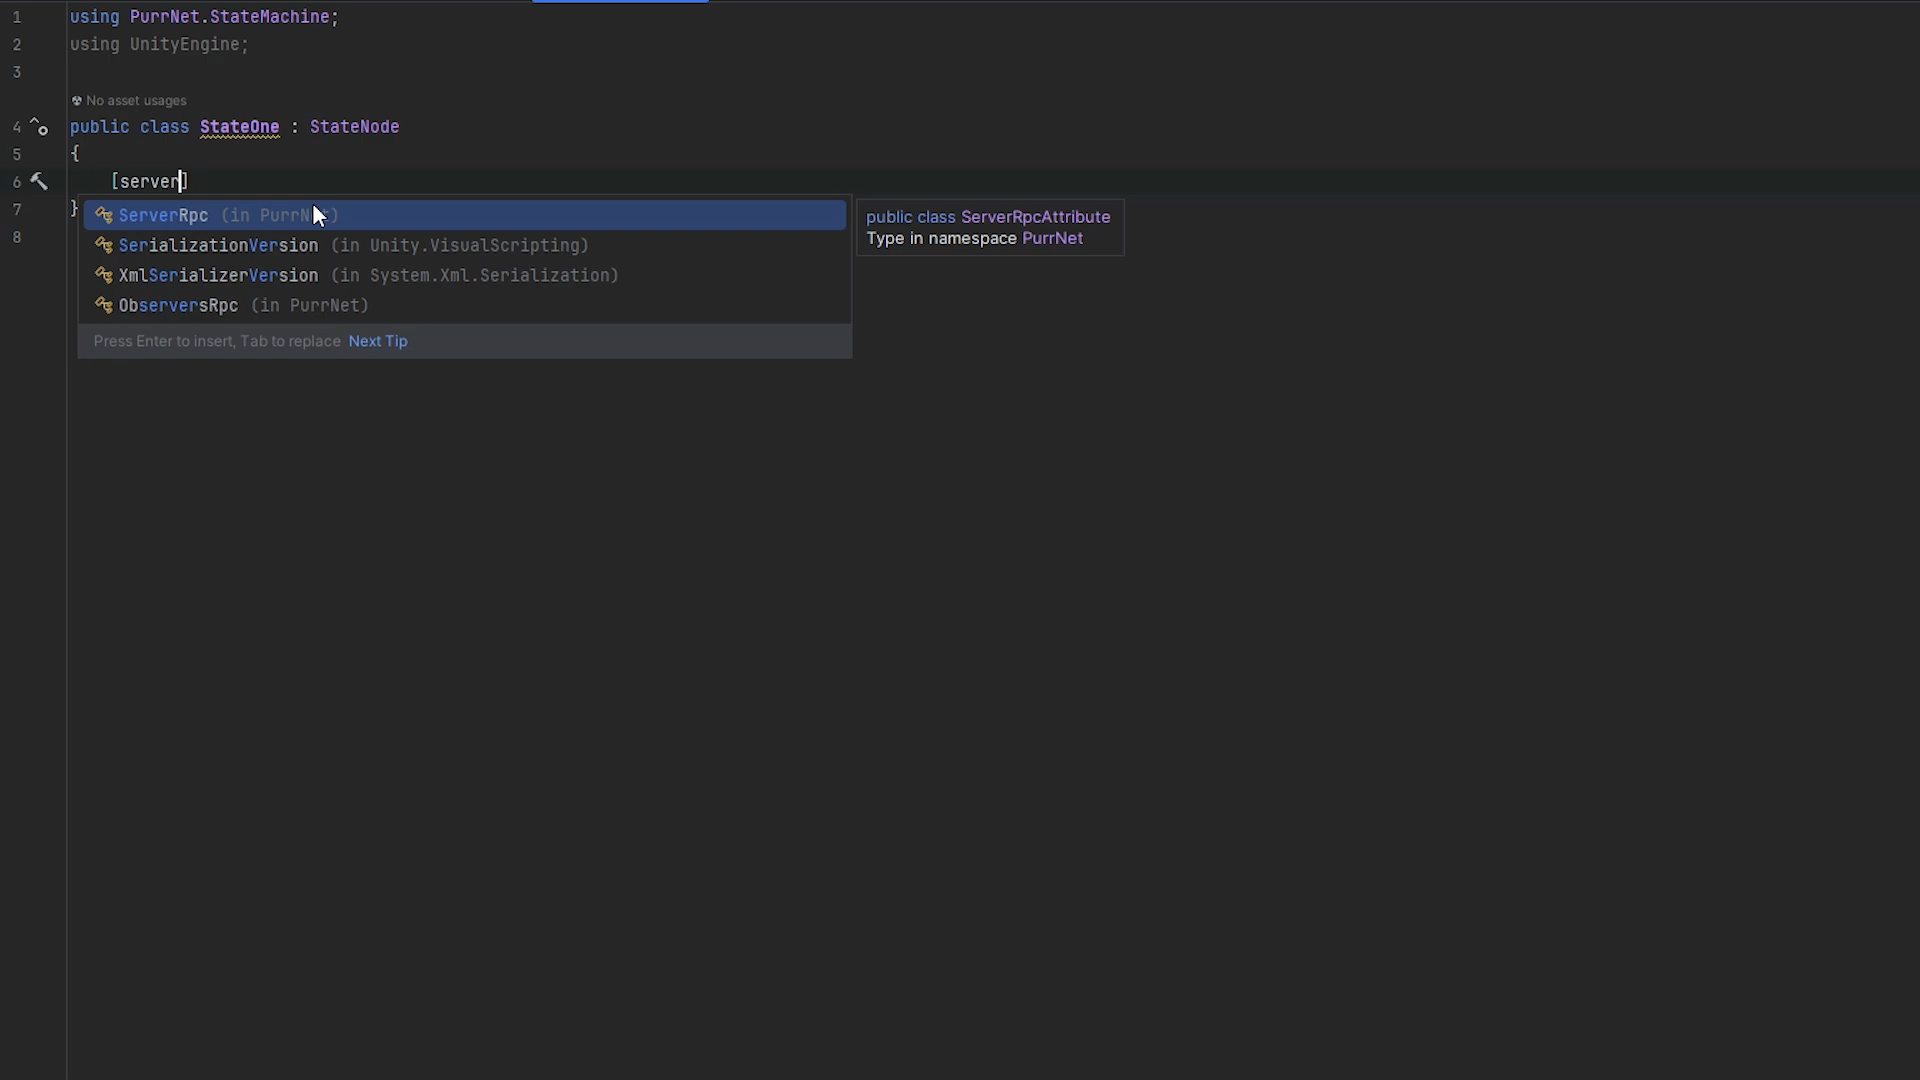 1 using PurrNet.StateMachine;
2 using UnityEngine;
3
No asset usages
4 public class StateOne : StateNode
5 {
6 [server]
7 }
8
ServerRpc (in PurrNet)
SerializationVersion (in Unity.VisualScripting)
XmlSerializerVersion (in System.Xml.Serialization)
ObserversRpc (in PurrNet)
Press Enter to insert, Tab to replace Next Tip
public class ServerRpcAttribute
Type in namespace PurrNet